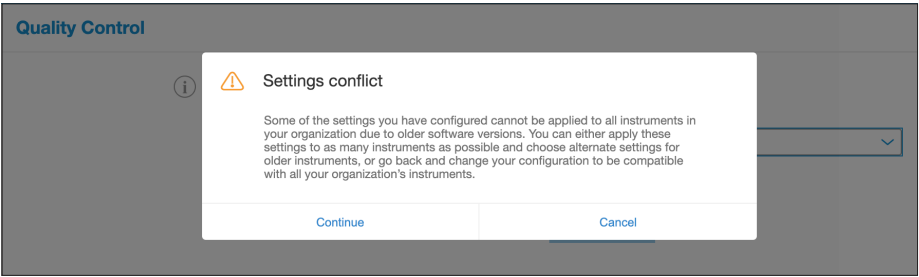 Quality Control
Settings conflict
Some of the settings you have configured cannot be applied to all instruments in
your organization due to older software versions. You can either apply these
settings to as many instruments as possible and choose alternate settings for
older instruments, or go back and change your configuration to be compatible
with all your organization's instruments.
Continue
Cancel